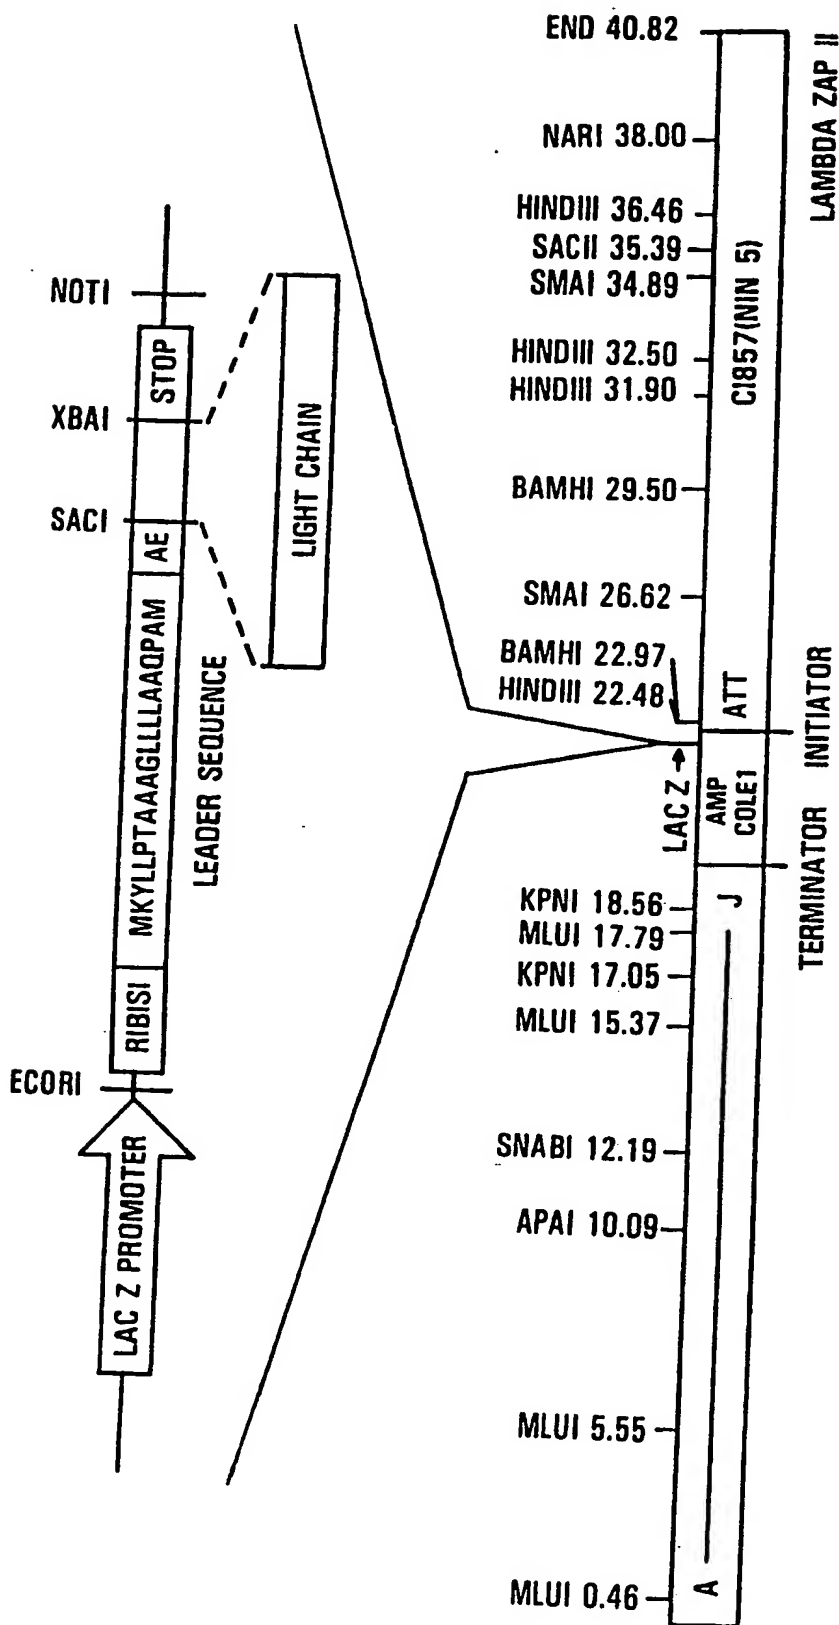 NOTI
XBAI
SACI
ECORI
STOP
AE
MKYLLPTAAAGLLLLAAQPAM
RIBISI
LAC Z PROMOTER
LEADER SEQUENCE
LIGHT CHAIN
END 40.82
NARI 38.00
HINDIII 36.46
SACII 35.39
SMAI 34.89
HINDIII 32.50
HINDIII 31.90
BAMHI 29.50
SMAI 26.62
BAMHI 22.97
HINDIII 22.48
LAC Z
KPNI 18.56
MLUI 17.79
KPNI 17.05
MLUI 15.37
SNABI 12.19
APAI 10.09
MLUI 5.55
MLUI 0.46
CI857(NIN 5)
ATT
AMP
COLE1
J
A
LAMBDA ZAP II
INITIATOR
TERMINATOR